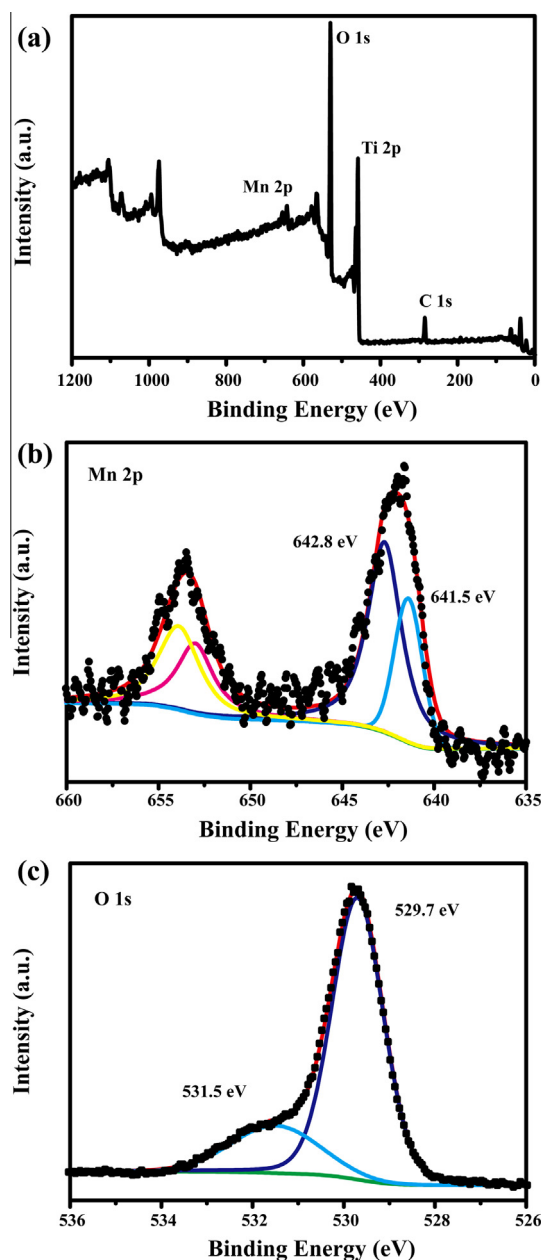 (a)
O 1s
Ti 2p
Mn 2p
C 1s
Intensity (a.u.)
1200 1000 800 600 400 200 0
Binding Energy (eV)
(b)
Mn 2p
642.8 eV
641.5 eV
Intensity (a.u.)
660 655 650 645 640 635
Binding Energy (eV)
(c)
O 1s
529.7 eV
531.5 eV
Intensity (a.u.)
536 534 532 530 528 526
Binding Energy (eV)